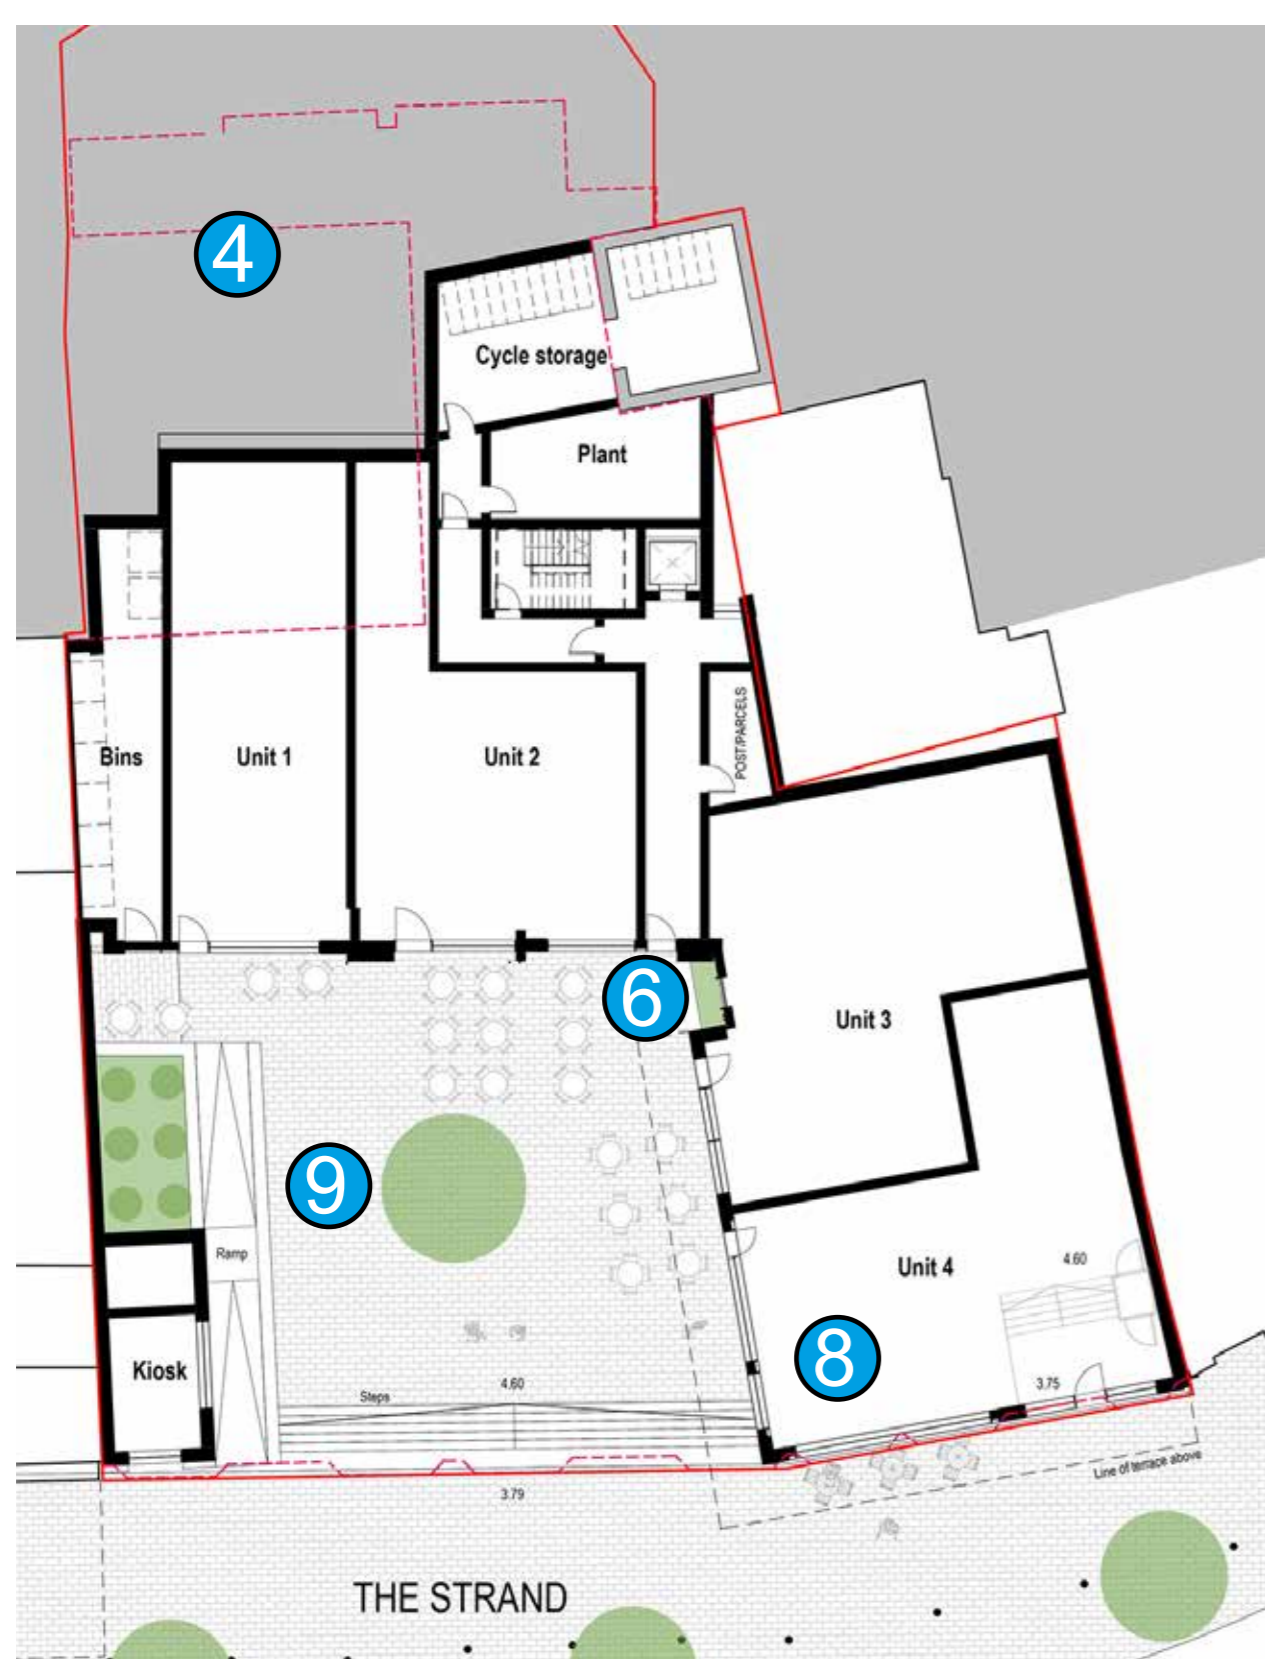 4
Cycle storage
Plant
POST/PARCELS
Bins
Unit 1
Unit 2
6
Unit 3
9
Ramp
Unit 4
4.60
8
Kiosk
Steps
4.60
3.75
Line of terrace above
3.79
THE STRAND